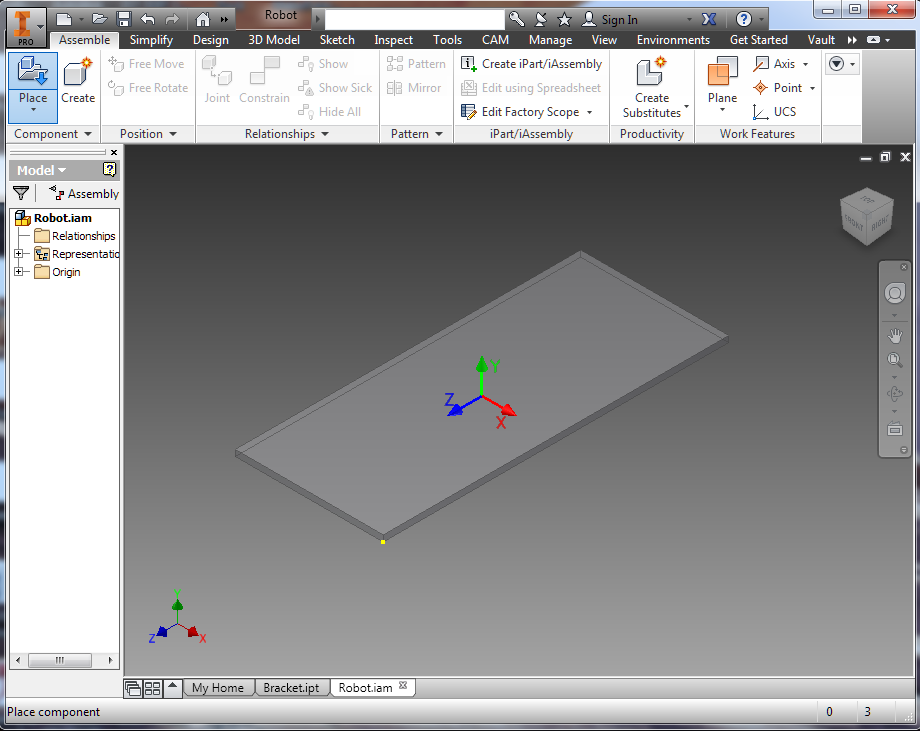 Robot
Sign In
PRO
Assemble Simplify Design 3D Model Sketch Inspect Tools CAM Manage View Environments Get Started Vault
Place
Create
Free Move
Free Rotate
Joint
Constrain
Show
Show Sick
Hide All
Pattern
Mirror
Create iPart/iAssembly
Edit using Spreadsheet
Edit Factory Scope
Create
Substitutes
Plane
Axis
Point
UCS
Component Position Relationships Pattern iPart/iAssembly Productivity Work Features
Model
Assembly
Robot.iam
Relationships
Representatio
Origin
TOP
FRONT
RIGHT
Y
Z
X
Z
X
My Home Bracket.ipt Robot.iam
Place component
0 3